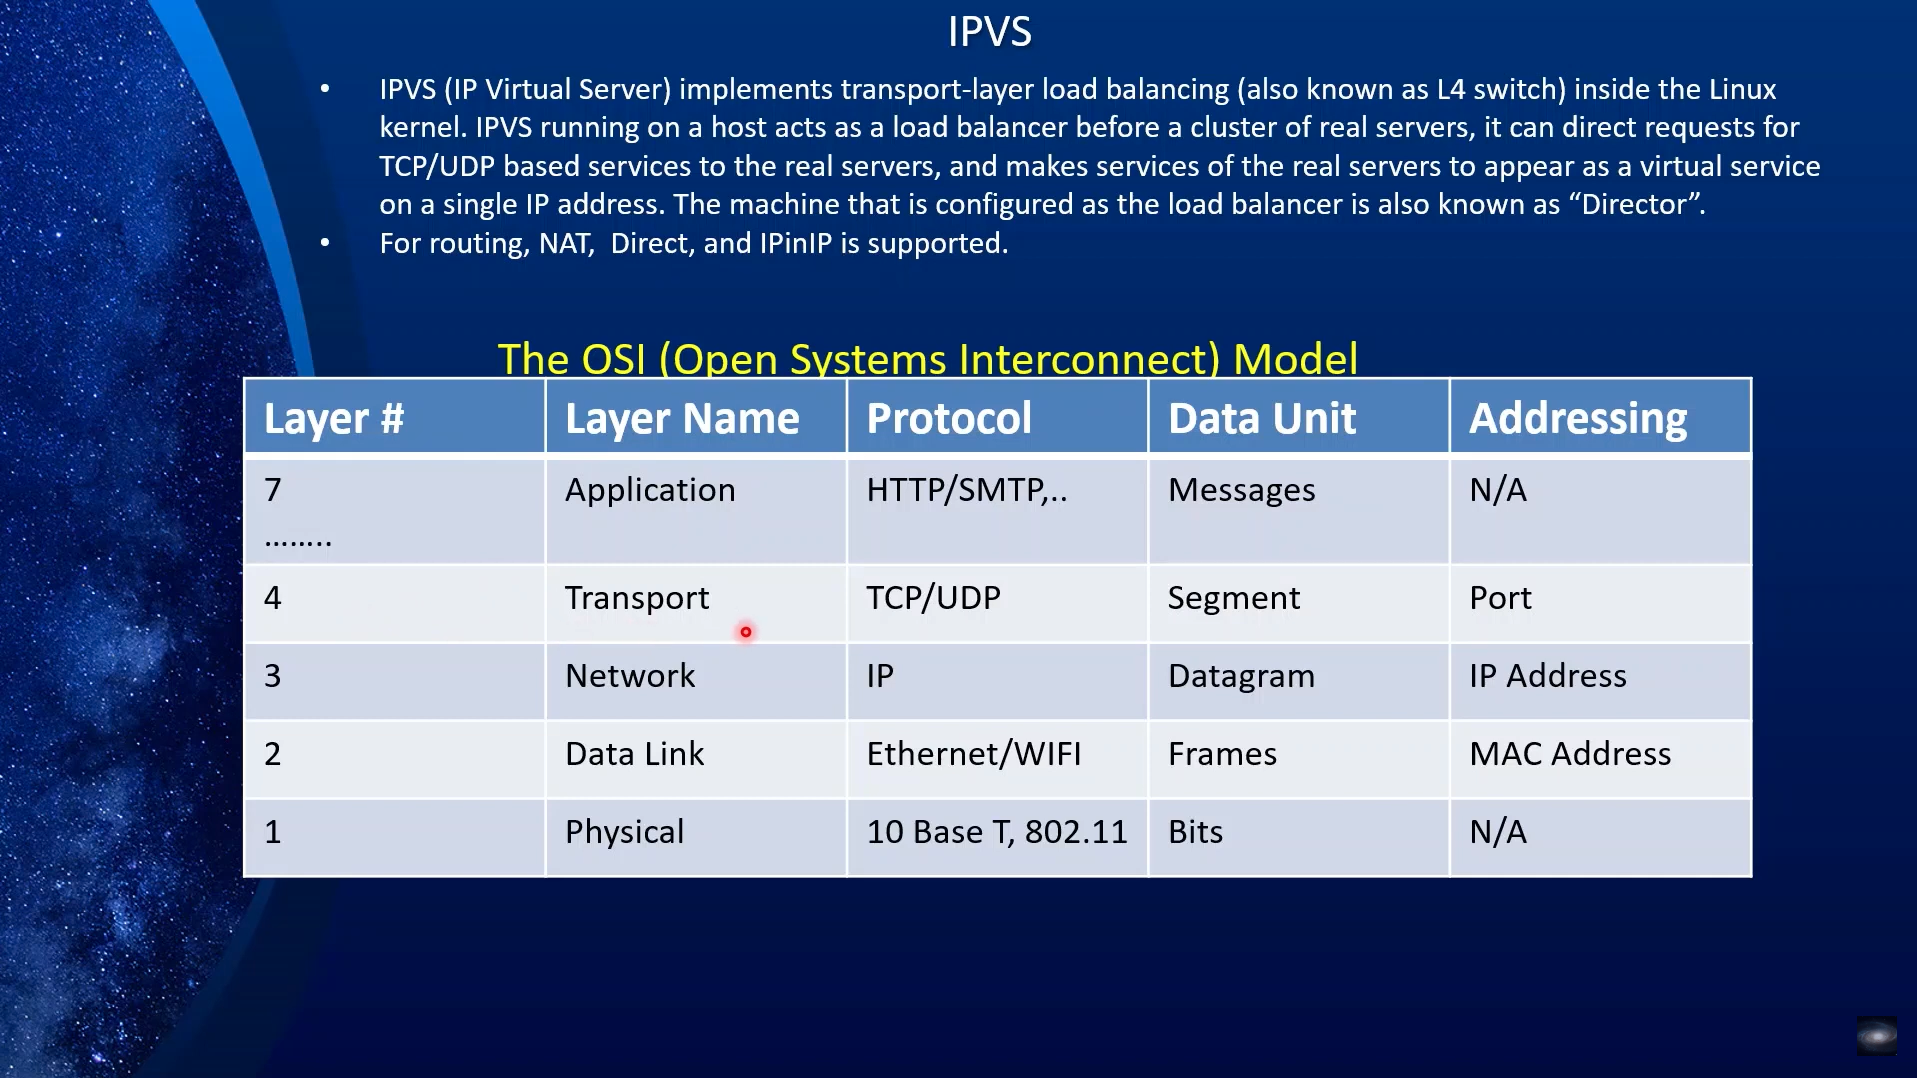 IPVS
• IPVS (IP Virtual Server) implements transport-layer load balancing (also known as L4 switch) inside the Linux
kernel. IPVS running on a host acts as a load balancer before a cluster of real servers, it can direct requests for
TCP/UDP based services to the real servers, and makes services of the real servers to appear as a virtual service
on a single IP address. The machine that is configured as the load balancer is also known as “Director”.
• For routing, NAT,  Direct, and IPinIP is supported.
The OSI (Open Systems Interconnect) Model
Layer # Layer Name Protocol Data Unit Addressing
7 Application HTTP/SMTP,.. Messages N/A
……..
4 Transport TCP/UDP Segment Port
3 Network IP Datagram IP Address
2 Data Link Ethernet/WIFI Frames MAC Address
1 Physical 10 Base T, 802.11 Bits N/A